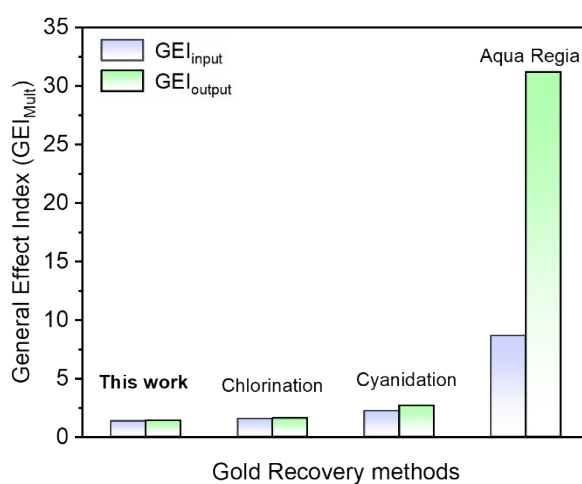 35
30
25
20
15
10
5
0
General Effect Index (GEI_Mult)
GEI_input
GEI_output
This work
Chlorination
Cyanidation
Aqua Regia
Gold Recovery methods